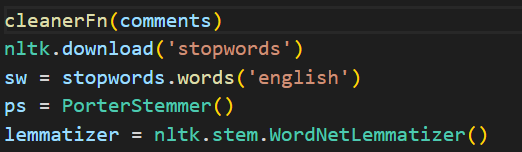 cleanerFn(comments)
nltk.download('stopwords')
sw = stopwords.words('english')
ps = PorterStemmer()
lemmatizer = nltk.stem.WordNetLemmatizer()